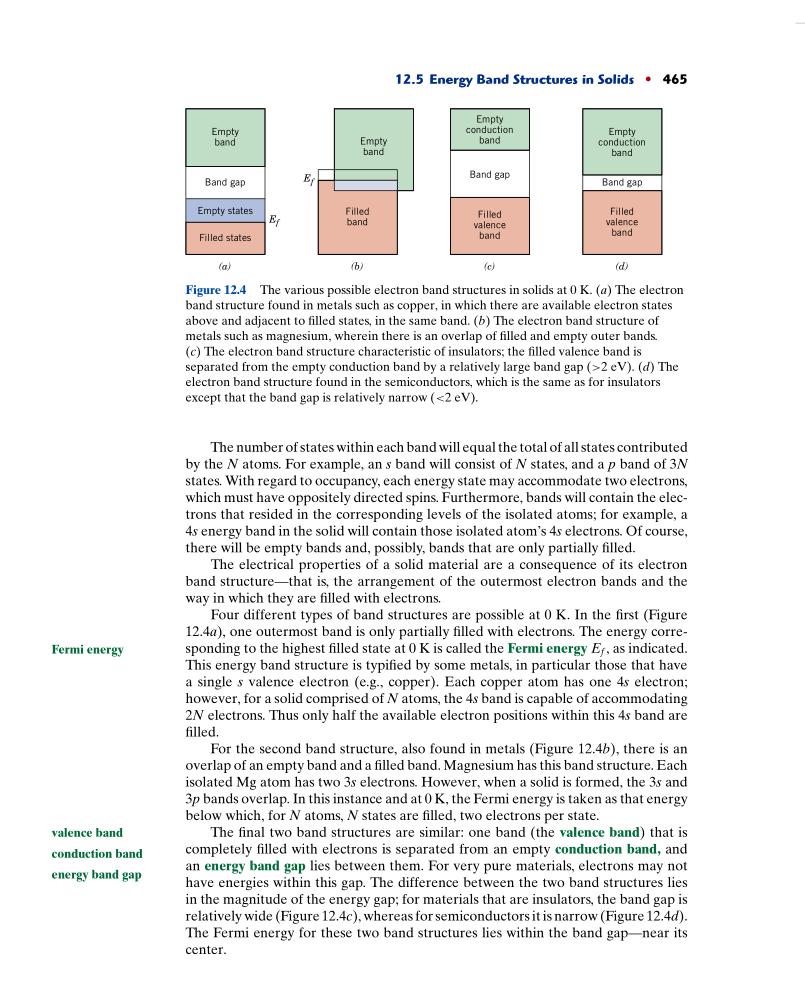 12.5 Energy Band Structures in Solids • 465
Empty
band
Band gap
Empty states
Filled states
Ef
(a)
Ef
Empty
band
Filled
band
(b)
Empty
conduction
band
Band gap
Filled
valence
band
(c)
Empty
conduction
band
Band gap
Filled
valence
band
(d)
Figure 12.4 The various possible electron band structures in solids at 0 K. (a) The electron
band structure found in metals such as copper, in which there are available electron states
above and adjacent to filled states, in the same band. (b) The electron band structure of
metals such as magnesium, wherein there is an overlap of filled and empty outer bands.
(c) The electron band structure characteristic of insulators; the filled valence band is
separated from the empty conduction band by a relatively large band gap (>2 eV). (d) The
electron band structure found in the semiconductors, which is the same as for insulators
except that the band gap is relatively narrow (<2 eV).
The number of states within each band will equal the total of all states contributed
by the N atoms. For example, an s band will consist of N states, and a p band of 3N
states. With regard to occupancy, each energy state may accommodate two electrons,
which must have oppositely directed spins. Furthermore, bands will contain the elec-
trons that resided in the corresponding levels of the isolated atoms; for example, a
4s energy band in the solid will contain those isolated atom's 4s electrons. Of course,
there will be empty bands and, possibly, bands that are only partially filled.
The electrical properties of a solid material are a consequence of its electron
band structure—that is, the arrangement of the outermost electron bands and the
way in which they are filled with electrons.
Four different types of band structures are possible at 0 K. In the first (Figure
12.4a), one outermost band is only partially filled with electrons. The energy corre-
Fermi energy
sponding to the highest filled state at 0 K is called the Fermi energy Ef, as indicated.
This energy band structure is typified by some metals, in particular those that have
a single s valence electron (e.g., copper). Each copper atom has one 4s electron;
however, for a solid comprised of N atoms, the 4s band is capable of accommodating
2N electrons. Thus only half the available electron positions within this 4s band are
filled.
For the second band structure, also found in metals (Figure 12.4b), there is an
overlap of an empty band and a filled band. Magnesium has this band structure. Each
isolated Mg atom has two 3s electrons. However, when a solid is formed, the 3s and
3p bands overlap. In this instance and at 0 K, the Fermi energy is taken as that energy
below which, for N atoms, N states are filled, two electrons per state.
valence band
conduction band
energy band gap
The final two band structures are similar: one band (the valence band) that is
completely filled with electrons is separated from an empty conduction band, and
an energy band gap lies between them. For very pure materials, electrons may not
have energies within this gap. The difference between the two band structures lies
in the magnitude of the energy gap; for materials that are insulators, the band gap is
relatively wide (Figure 12.4c), whereas for semiconductors it is narrow (Figure 12.4d).
The Fermi energy for these two band structures lies within the band gap—near its
center.